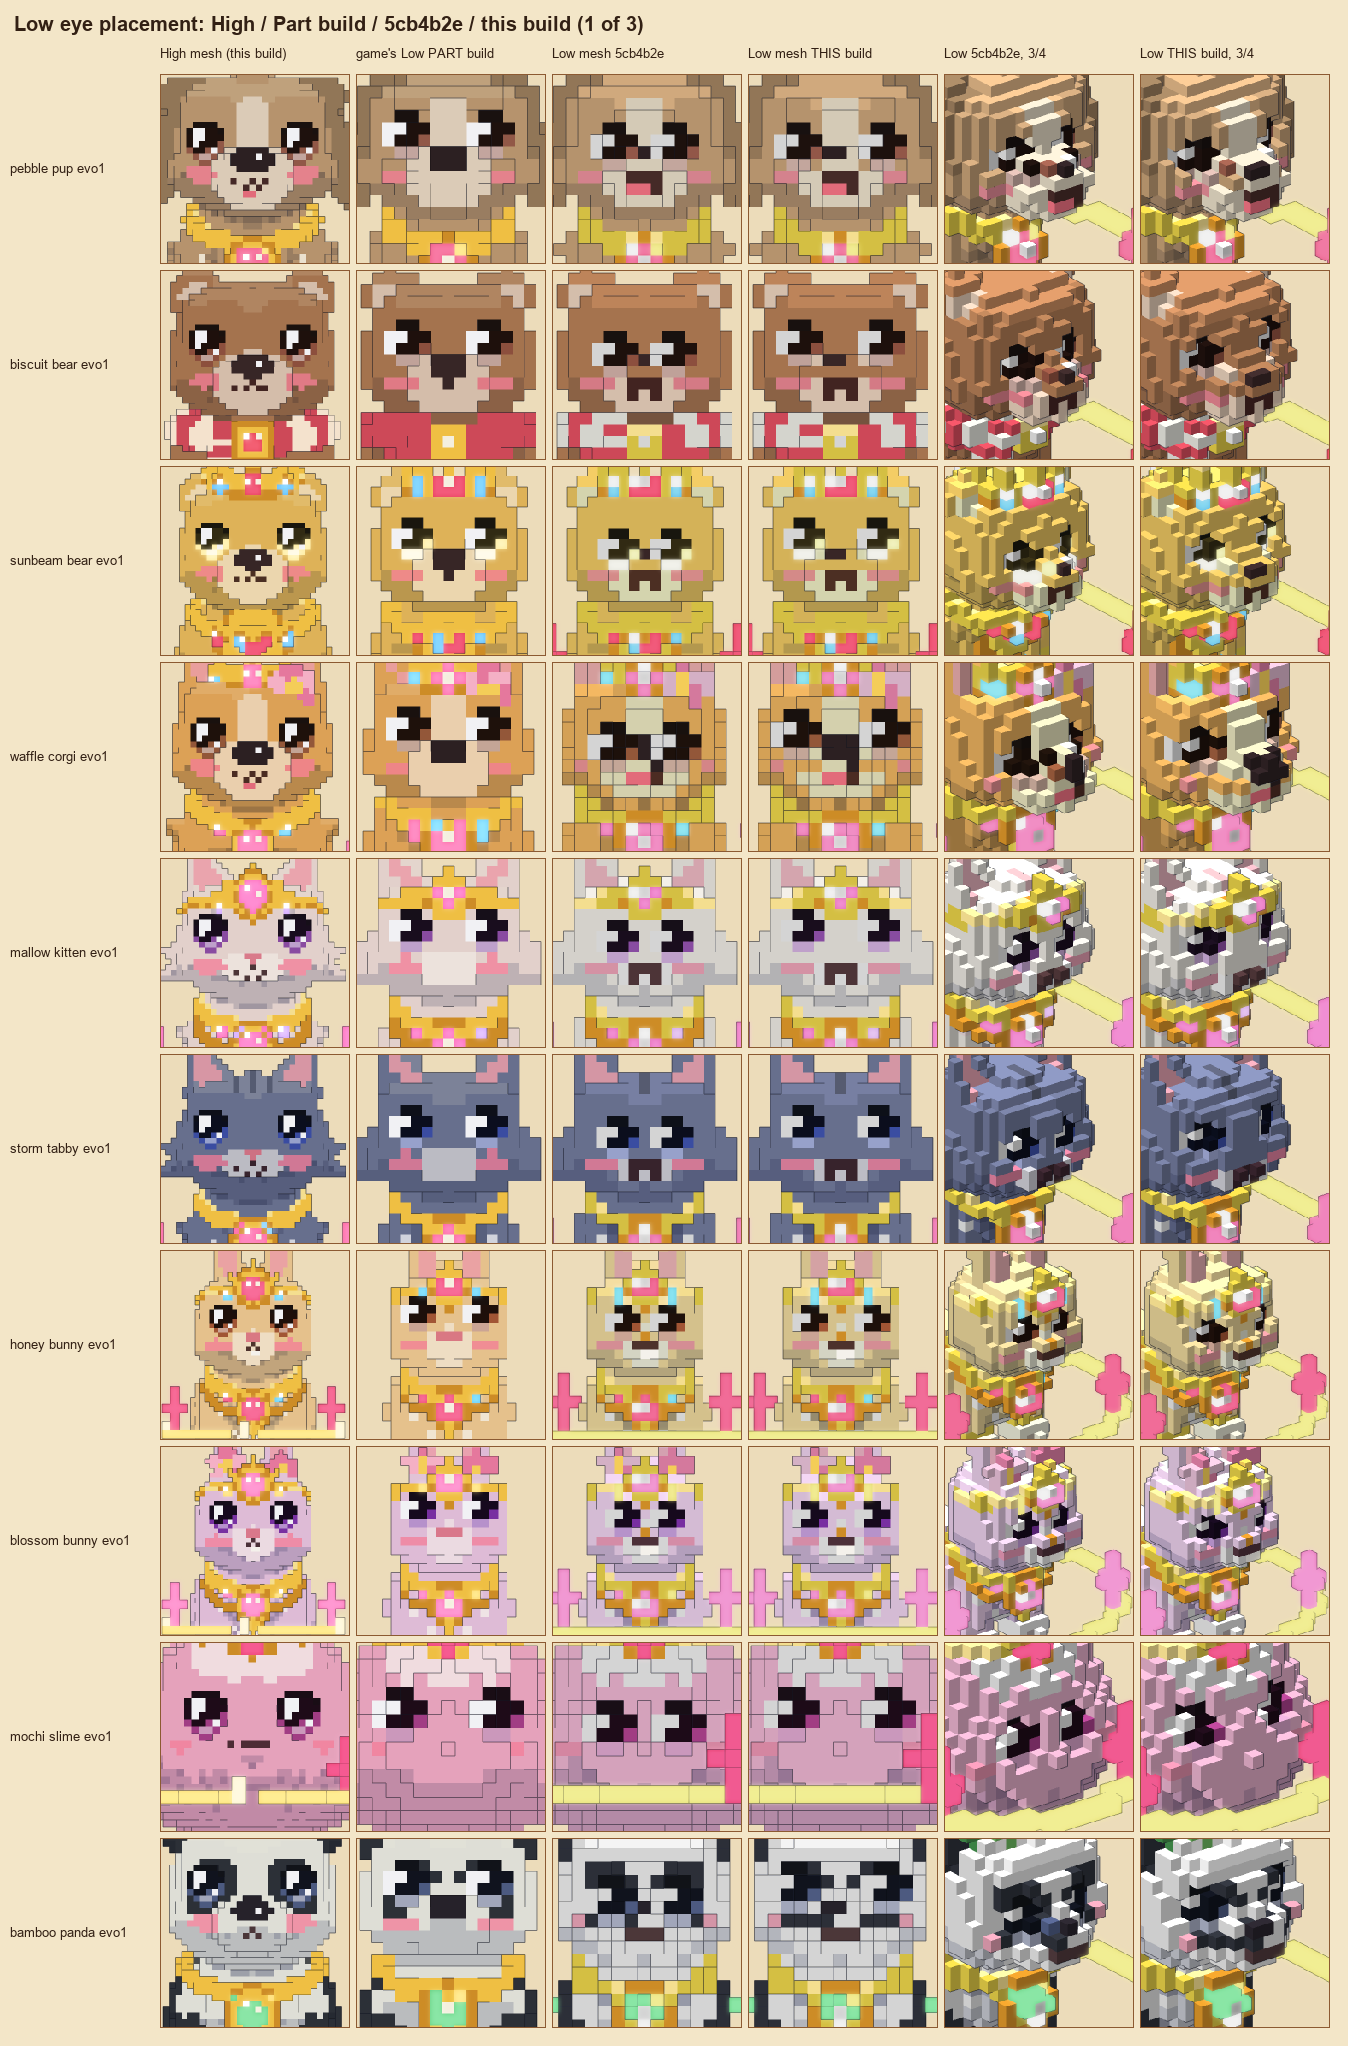 Low eye placement: High / Part build / 5cb4b2e / this build (1 of 3)
High mesh (this build) game's Low PART build Low mesh 5cb4b2e Low mesh THIS build Low 5cb4b2e, 3/4 Low THIS build, 3/4
pebble pup evo1
biscuit bear evo1
sunbeam bear evo1
waffle corgi evo1
mallow kitten evo1
storm tabby evo1
honey bunny evo1
blossom bunny evo1
mochi slime evo1
bamboo panda evo1